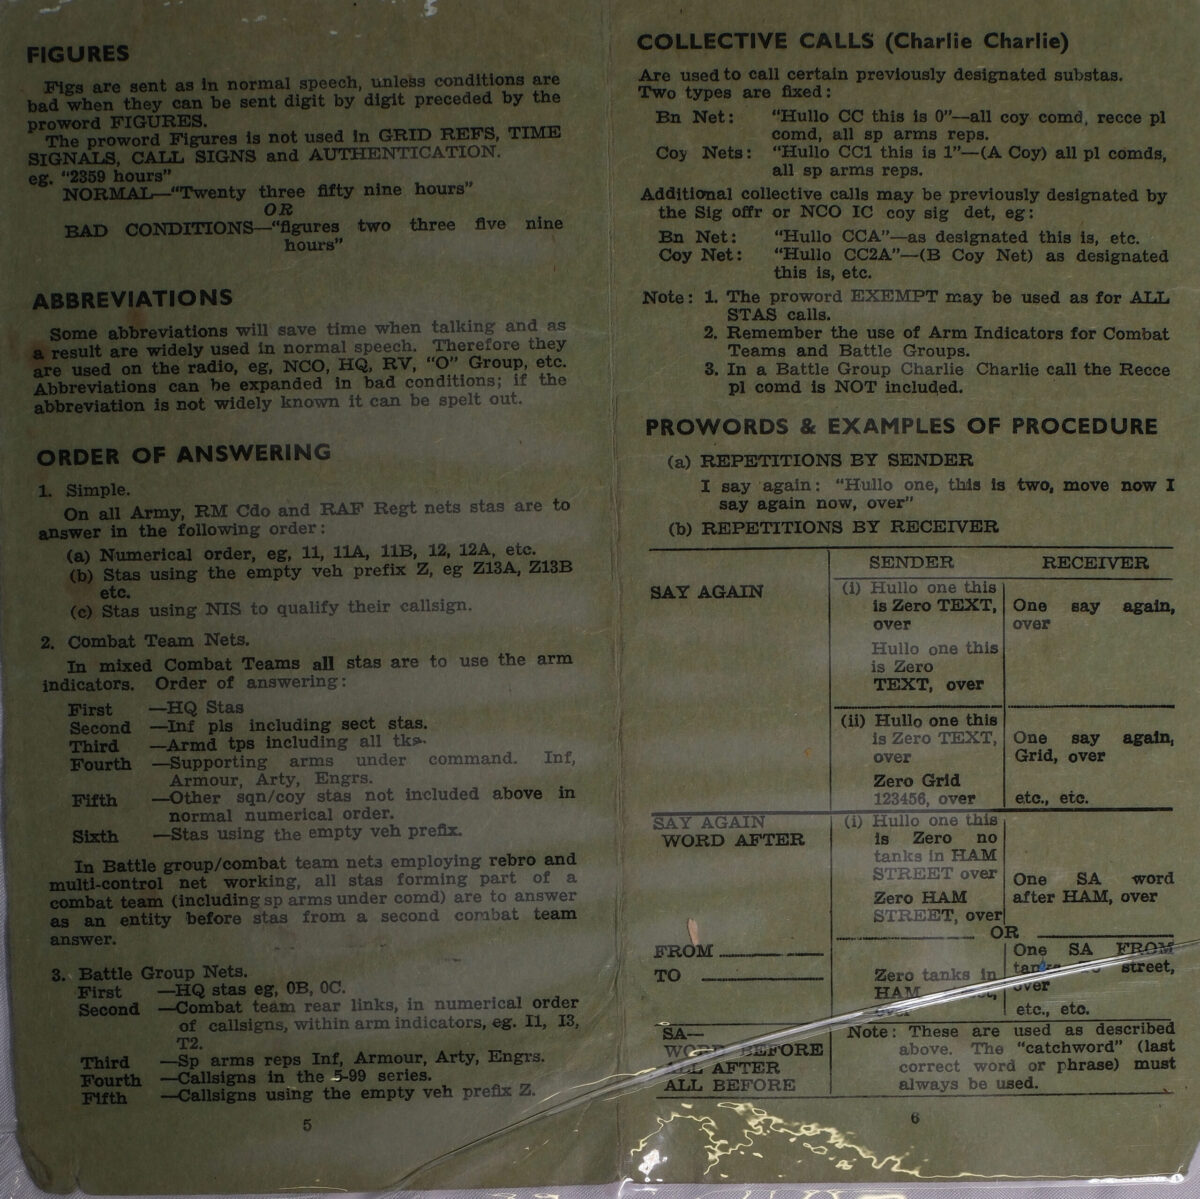 FIGURES
Figs are sent as in normal speech, unless conditions are
bad when they can be sent digit by digit preceded by the
proword FIGURES.
The proword Figures is not used in GRID REFS, TIME
SIGNALS, CALL SIGNS and AUTHENTICATION.
eg. "2359 hours"
NORMAL—"Twenty three fifty nine hours"
OR
BAD CONDITIONS—"figures two three five nine
hours"
ABBREVIATIONS
Some abbreviations will save time when talking and as
a result are widely used in normal speech. Therefore they
are used on the radio, eg, NCO, HQ, RV, "O" Group, etc.
Abbreviations can be expanded in bad conditions; if the
abbreviation is not widely known it can be spelt out.
ORDER OF ANSWERING
1. Simple.
On all Army, RM Cdo and RAF Regt nets stas are to
answer in the following order:
(a) Numerical order, eg, 11, 11A, 11B, 12, 12A, etc.
(b) Stas using the empty veh prefix Z, eg Z13A, Z13B
etc.
(c) Stas using NIS to qualify their callsign.
2. Combat Team Nets.
In mixed Combat Teams all stas are to use the arm
indicators. Order of answering:
First —HQ Stas
Second —Inf pls including sect stas.
Third —Armd tps including all tks.
Fourth —Supporting arms under command. Inf,
Armour, Arty, Engrs.
Fifth —Other sqn/coy stas not included above in
normal numerical order.
Sixth —Stas using the empty veh prefix.
In Battle group/combat team nets employing rebro and
multi-control net working, all stas forming part of a
combat team (including sp arms under comd) are to answer
as an entity before stas from a second combat team
answer.
3. Battle Group Nets.
First —HQ stas eg, 0B, 0C.
Second —Combat team rear links, in numerical order
of callsigns, within arm indicators, eg. I1, I3,
T2.
Third —Sp arms reps Inf, Armour, Arty, Engrs.
Fourth —Callsigns in the 5-99 series.
Fifth —Callsigns using the empty veh prefix Z.
5
COLLECTIVE CALLS (Charlie Charlie)
Are used to call certain previously designated substas.
Two types are fixed:
Bn Net: "Hullo CC this is 0"—all coy comd, recce pl
comd, all sp arms reps.
Coy Nets: "Hullo CC1 this is 1"—(A Coy) all pl comds,
all sp arms reps.
Additional collective calls may be previously designated by
the Sig offr or NCO IC coy sig det, eg:
Bn Net: "Hullo CCA"—as designated this is, etc.
Coy Net: "Hullo CC2A"—(B Coy Net) as designated
this is, etc.
Note: 1. The proword EXEMPT may be used as for ALL
STAS calls.
2. Remember the use of Arm Indicators for Combat
Teams and Battle Groups.
3. In a Battle Group Charlie Charlie call the Recce
pl comd is NOT included.
PROWORDS & EXAMPLES OF PROCEDURE
(a) REPETITIONS BY SENDER
I say again: "Hullo one, this is two, move now I
say again now, over"
(b) REPETITIONS BY RECEIVER
SENDER RECEIVER
SAY AGAIN
(i) Hullo one this
is Zero TEXT,
over
One say again,
over
Hullo one this
is Zero
TEXT, over
(ii) Hullo one this
is Zero TEXT,
over
One say again,
Grid, over
Zero Grid
123456, over
etc., etc.
SAY AGAIN
WORD AFTER
(i) Hullo one this
is Zero no
tanks in HAM
STREET over
One SA word
after HAM, over
Zero HAM
STREET, over
OR
FROM
TO
One SA FROM
tanks TO street,
over
Zero tanks in
HAM
over
etc., etc.
SA—
WORD BEFORE
ALL AFTER
ALL BEFORE
Note: These are used as described
above. The "catchword" (last
correct word or phrase) must
always be used.
6